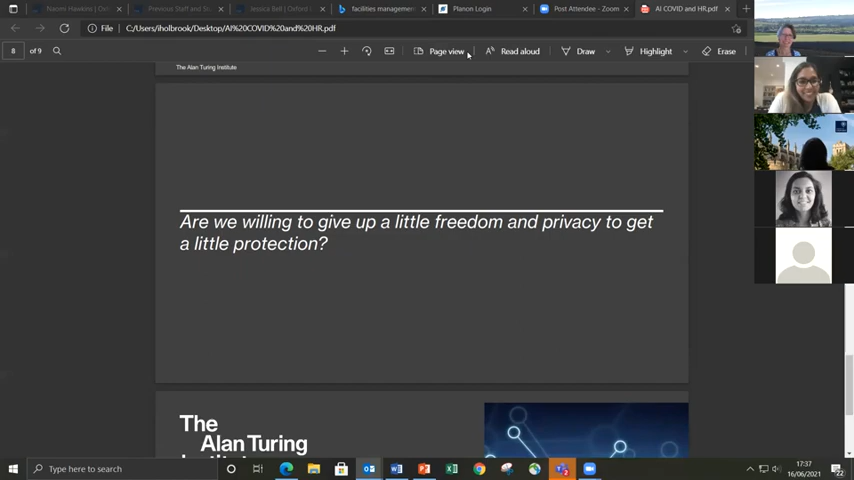 Naomi Hawkins | Oxf
Previous Staff and Su
Jessica Bell | Oxford I
facilities managemen
Planon Login
Post Attendee - Zoom
AI COVID and HR.pdf
File
C:/Users/iholbrook/Desktop/AI%20COVID%20and%20HR.pdf
8
of 9
Page view
Read aloud
Draw
Highlight
Erase
The Alan Turing Institute
Are we willing to give up a little freedom and privacy to get
a little protection?
The
Alan Turing
Type here to search
17:37
16/06/2021
22